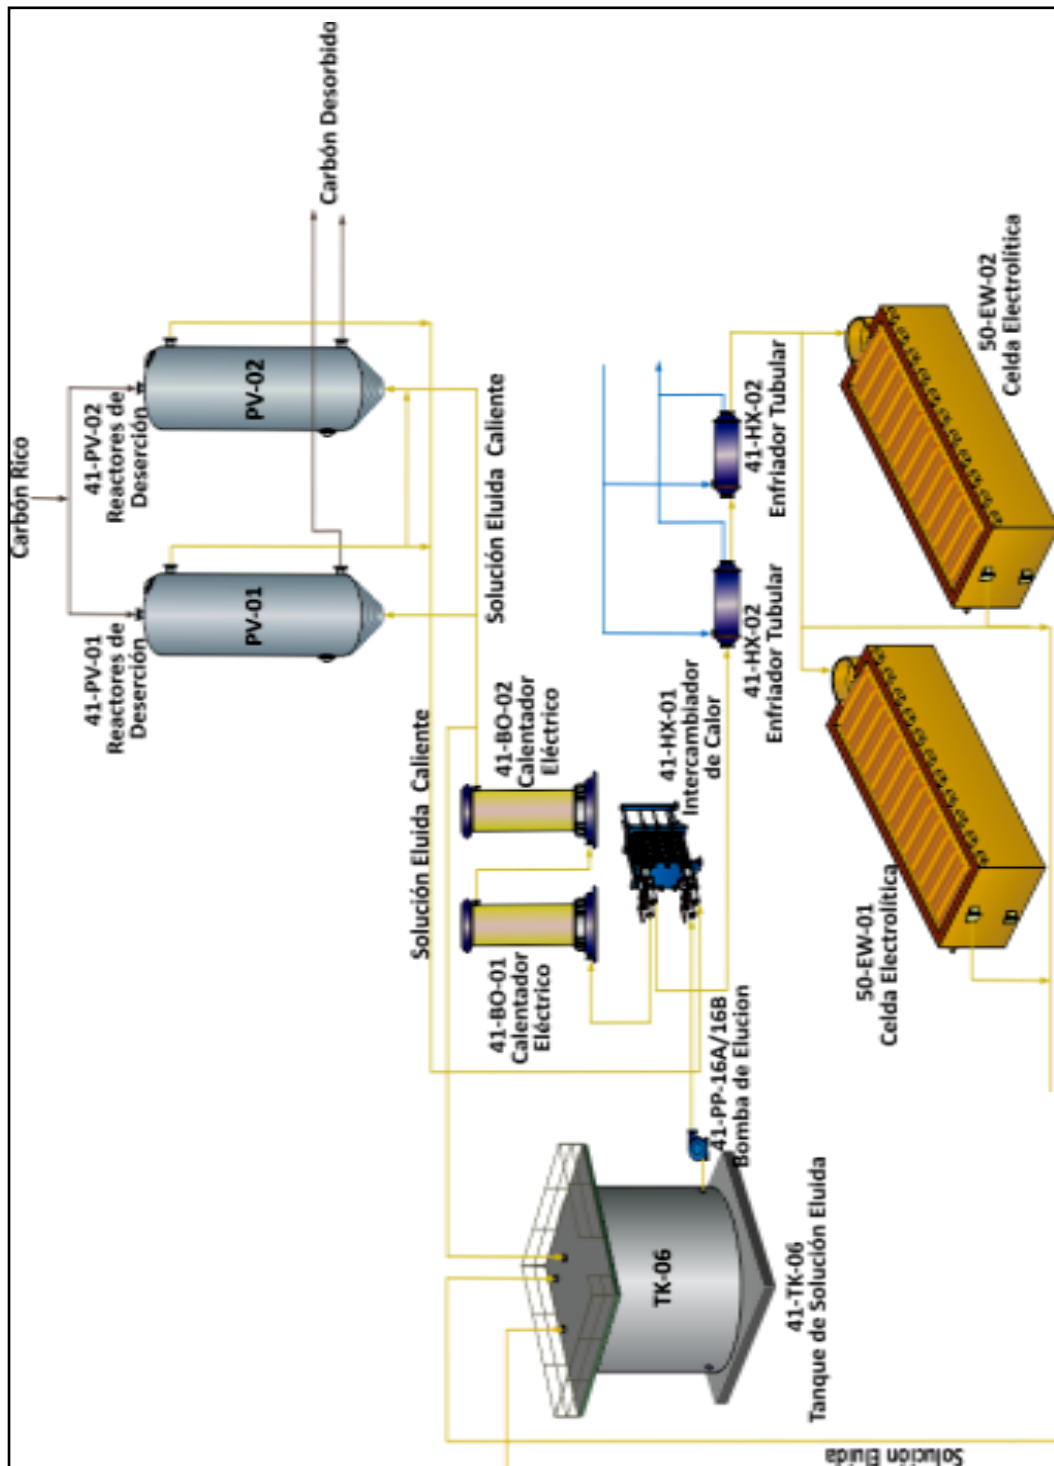 Carbón Rico
Carbón Desorbido
41-PV-01
Reactores de
Deserción
41-PV-02
Reactores de
Deserción
PV-01
PV-02
Solución Eluida Caliente
Solución Eluida Caliente
41-BO-01
Calentador
Eléctrico
41-BO-02
Calentador
Eléctrico
41-HX-01
Intercambiador
de Calor
41-HX-02
Enfriador Tubular
41-HX-02
Enfriador Tubular
41-PP-16A/16B
Bomba de Elucion
TK-06
41-TK-06
Tanque de Solución Eluida
50-EW-01
Celda Electrolítica
50-EW-02
Celda Electrolítica
Solución Eluida